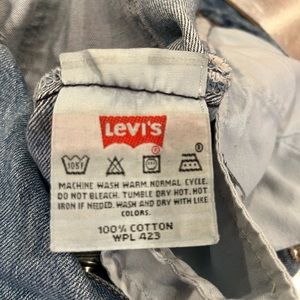 LEVI'S
®
105F
MACHINE WASH WARM. NORMAL CYCLE.
DO NOT BLEACH. TUMBLE DRY HOT. HOT
IRON IF NEEDED. WASH AND DRY WITH LIKE
COLORS.
100% COTTON
WPL 423